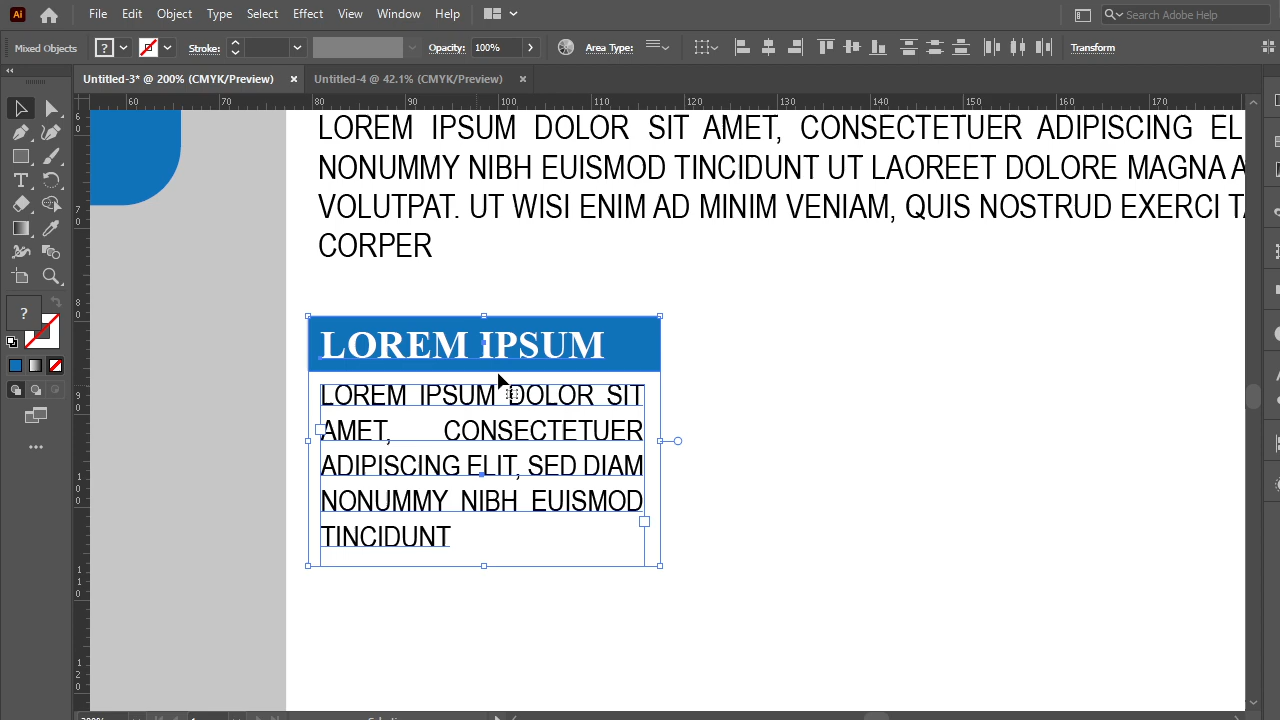 Ai File Edit Object Type Select Effect View Window Help Search Adobe Help
Mixed Objects ? Stroke: Opacity: 100% Area Type: Transform
Untitled-3* @ 200% (CMYK/Preview) × Untitled-4 @ 42.1% (CMYK/Preview) ×
60 70 80 90 100 110 120 130 140 150 160 170
LOREM IPSUM DOLOR SIT AMET, CONSECTETUER ADIPISCING EL
NONUMMY NIBH EUISMOD TINCIDUNT UT LAOREET DOLORE MAGNA A
VOLUTPAT. UT WISI ENIM AD MINIM VENIAM, QUIS NOSTRUD EXERCI TA
CORPER
LOREM IPSUM
LOREM IPSUM DOLOR SIT
AMET, CONSECTETUER
ADIPISCING ELIT, SED DIAM
NONUMMY NIBH EUISMOD
TINCIDUNT